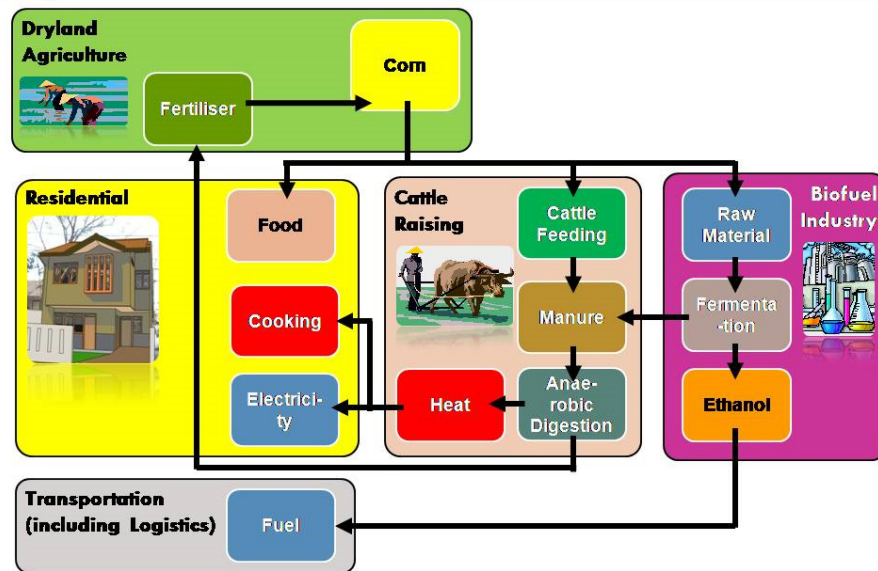 Dryland
Agriculture
Corn
Fertiliser
Residential
Food
Cooking
Electrici-
ty
Cattle
Raising
Cattle
Feeding
Manure
Heat
Anae-
robic
Digestion
Biofuel
Industry
Raw
Material
Fermenta
-tion
Ethanol
Transportation
(including Logistics)
Fuel